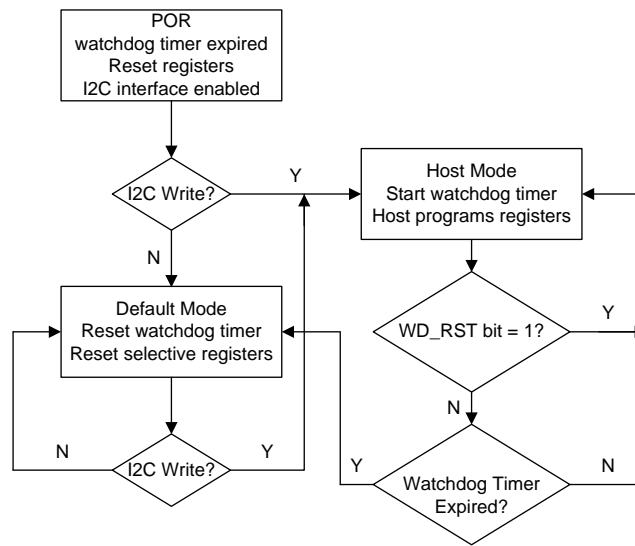 POR
watchdog timer expired
Reset registers
I2C interface enabled
I2C Write?
Y
N
Host Mode
Start watchdog timer
Host programs registers
Default Mode
Reset watchdog timer
Reset selective registers
WD_RST bit = 1?
Y
N
I2C Write?
N
Y
Watchdog Timer
Expired?
Y
N